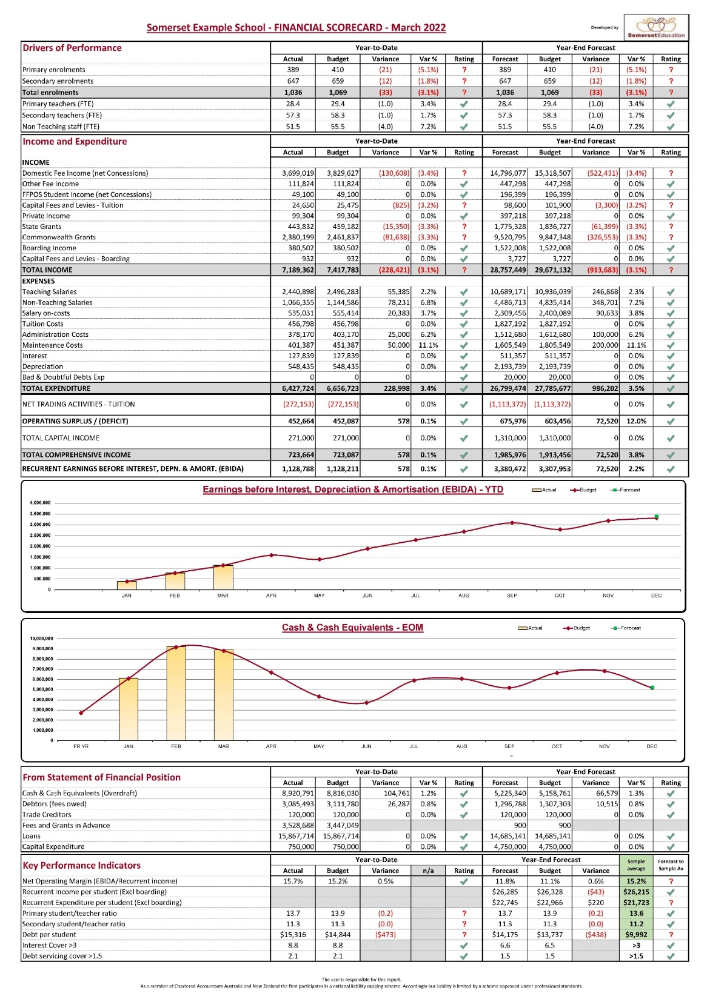 Somerset Example School - FINANCIAL SCORECARD - March 2022 Developed by SomersetEducation
Drivers of Performance Year-to-Date Year-End Forecast
Actual Budget Variance Var % Rating Forecast Budget Variance Var % Rating
Primary enrolments 389 410 (21) (5.1%) ? 389 410 (21) (5.1%) ?
Secondary enrolments 647 659 (12) (1.8%) ? 647 659 (12) (1.8%) ?
Total enrolments 1,036 1,069 (33) (3.1%) ? 1,036 1,069 (33) (3.1%) ?
Primary teachers (FTE) 28.4 29.4 (1.0) 3.4% ✔ 28.4 29.4 (1.0) 3.4% ✔
Secondary teachers (FTE) 57.3 58.3 (1.0) 1.7% ✔ 57.3 58.3 (1.0) 1.7% ✔
Non Teaching staff (FTE) 51.5 55.5 (4.0) 7.2% ✔ 51.5 55.5 (4.0) 7.2% ✔
Income and Expenditure Year-to-Date Year-End Forecast
Actual Budget Variance Var % Rating Forecast Budget Variance Var % Rating
INCOME
Domestic Fee Income (net Concessions) 3,699,019 3,829,627 (130,608) (3.4%) ? 14,796,077 15,318,507 (522,431) (3.4%) ?
Other Fee Income 111,824 111,824 0 0.0% ✔ 447,298 447,298 0 0.0% ✔
FFPOS Student Income (net Concessions) 49,100 49,100 0 0.0% ✔ 196,399 196,399 0 0.0% ✔
Capital Fees and Levies - Tuition 24,650 25,475 (825) (3.2%) ? 98,600 101,900 (3,300) (3.2%) ?
Private Income 99,304 99,304 0 0.0% ✔ 397,218 397,218 0 0.0% ✔
State Grants 443,832 459,182 (15,350) (3.3%) ? 1,775,328 1,836,727 (61,399) (3.3%) ?
Commonwealth Grants 2,380,199 2,461,837 (81,638) (3.3%) ? 9,520,795 9,847,348 (326,553) (3.3%) ?
Boarding Income 380,502 380,502 0 0.0% ✔ 1,522,008 1,522,008 0 0.0% ✔
Capital Fees and Levies - Boarding 932 932 0 0.0% ✔ 3,727 3,727 0 0.0% ✔
TOTAL INCOME 7,189,362 7,417,783 (228,421) (3.1%) ? 28,757,449 29,671,132 (913,683) (3.1%) ?
EXPENSES
Teaching Salaries 2,440,898 2,496,283 55,385 2.2% ✔ 10,689,171 10,936,039 246,868 2.3% ✔
Non-Teaching Salaries 1,066,355 1,144,586 78,231 6.8% ✔ 4,486,713 4,835,414 348,701 7.2% ✔
Salary on-costs 535,031 555,414 20,383 3.7% ✔ 2,309,456 2,400,089 90,633 3.8% ✔
Tuition Costs 456,798 456,798 0 0.0% ✔ 1,827,192 1,827,192 0 0.0% ✔
Administration Costs 378,170 403,170 25,000 6.2% ✔ 1,512,680 1,612,680 100,000 6.2% ✔
Maintenance Costs 401,387 451,387 50,000 11.1% ✔ 1,605,549 1,805,549 200,000 11.1% ✔
Interest 127,839 127,839 0 0.0% ✔ 511,357 511,357 0 0.0% ✔
Depreciation 548,435 548,435 0 0.0% ✔ 2,193,739 2,193,739 0 0.0% ✔
Bad & Doubtful Debts Exp 0 0 0 ✔ 20,000 20,000 0 0.0% ✔
TOTAL EXPENDITURE 6,427,724 6,656,723 228,998 3.4% ✔ 26,799,474 27,785,677 986,202 3.5% ✔
NET TRADING ACTIVITIES - TUITION (272,153) (272,153) 0 0.0% ✔ (1,113,372) (1,113,372) 0 0.0% ✔
OPERATING SURPLUS / (DEFICIT) 452,664 452,087 578 0.1% ✔ 675,976 603,456 72,520 12.0% ✔
TOTAL CAPITAL INCOME 271,000 271,000 0 0.0% ✔ 1,310,000 1,310,000 0 0.0% ✔
TOTAL COMPREHENSIVE INCOME 723,664 723,087 578 0.1% ✔ 1,985,976 1,913,456 72,520 3.8% ✔
RECURRENT EARNINGS BEFORE INTEREST, DEPN. & AMORT. (EBIDA) 1,128,788 1,128,211 578 0.1% ✔ 3,380,472 3,307,953 72,520 2.2% ✔
Earnings before Interest, Depreciation & Amortisation (EBIDA) - YTD Actual Budget Forecast
4,000,000
3,500,000
3,000,000
2,500,000
2,000,000
1,500,000
1,000,000
500,000
0
JAN FEB MAR APR MAY JUN JUL AUG SEP OCT NOV DEC
Cash & Cash Equivalents - EOM Actual Budget Forecast
10,000,000
9,000,000
8,000,000
7,000,000
6,000,000
5,000,000
4,000,000
3,000,000
2,000,000
1,000,000
0
PR YR JAN FEB MAR APR MAY JUN JUL AUG SEP OCT NOV DEC
"
From Statement of Financial Position Year-to-Date Year-End Forecast
Actual Budget Variance Var % Rating Forecast Budget Variance Var % Rating
Cash & Cash Equivalents (Overdraft) 8,920,791 8,816,030 104,761 1.2% ✔ 5,225,340 5,158,761 66,579 1.3% ✔
Debtors (fees owed) 3,085,493 3,111,780 26,287 0.8% ✔ 1,296,788 1,307,303 10,515 0.8% ✔
Trade Creditors 120,000 120,000 0 0.0% ✔ 120,000 120,000 0 0.0% ✔
Fees and Grants in Advance 3,528,688 3,447,049 900 900
Loans 15,867,714 15,867,714 0 0.0% ✔ 14,685,141 14,685,141 0 0.0% ✔
Capital Expenditure 750,000 750,000 0 0.0% ✔ 4,750,000 4,750,000 0 0.0% ✔
Key Performance Indicators Year-to-Date Year-End Forecast Sample average Forecast to Sample Av
Actual Budget Variance n/a Rating Forecast Budget Variance
Net Operating Margin (EBIDA/Recurrent income) 15.7% 15.2% 0.5% ✔ 11.8% 11.1% 0.6% 15.2% ?
Recurrent Income per student (Excl boarding) $26,285 $26,328 ($43) $26,215 ✔
Recurrent Expenditure per student (Excl boarding) $22,745 $22,966 $220 $21,723 ?
Primary student/teacher ratio 13.7 13.9 (0.2) ? 13.7 13.9 (0.2) 13.6 ✔
Secondary student/teacher ratio 11.3 11.3 (0.0) ? 11.3 11.3 (0.0) 11.2 ✔
Debt per student $15,316 $14,844 ($473) ? $14,175 $13,737 ($438) $9,992 ?
Interest Cover >3 8.8 8.8 ✔ 6.6 6.5 >3 ✔
Debt servicing cover >1.5 2.1 2.1 ✔ 1.5 1.5 >1.5 ✔
The user is responsible for this report.
As a member of Chartered Accountants Australia and New Zealand the firm participates in a national liability capping scheme. Accordingly our liability is limited by a scheme approved under professional standards.